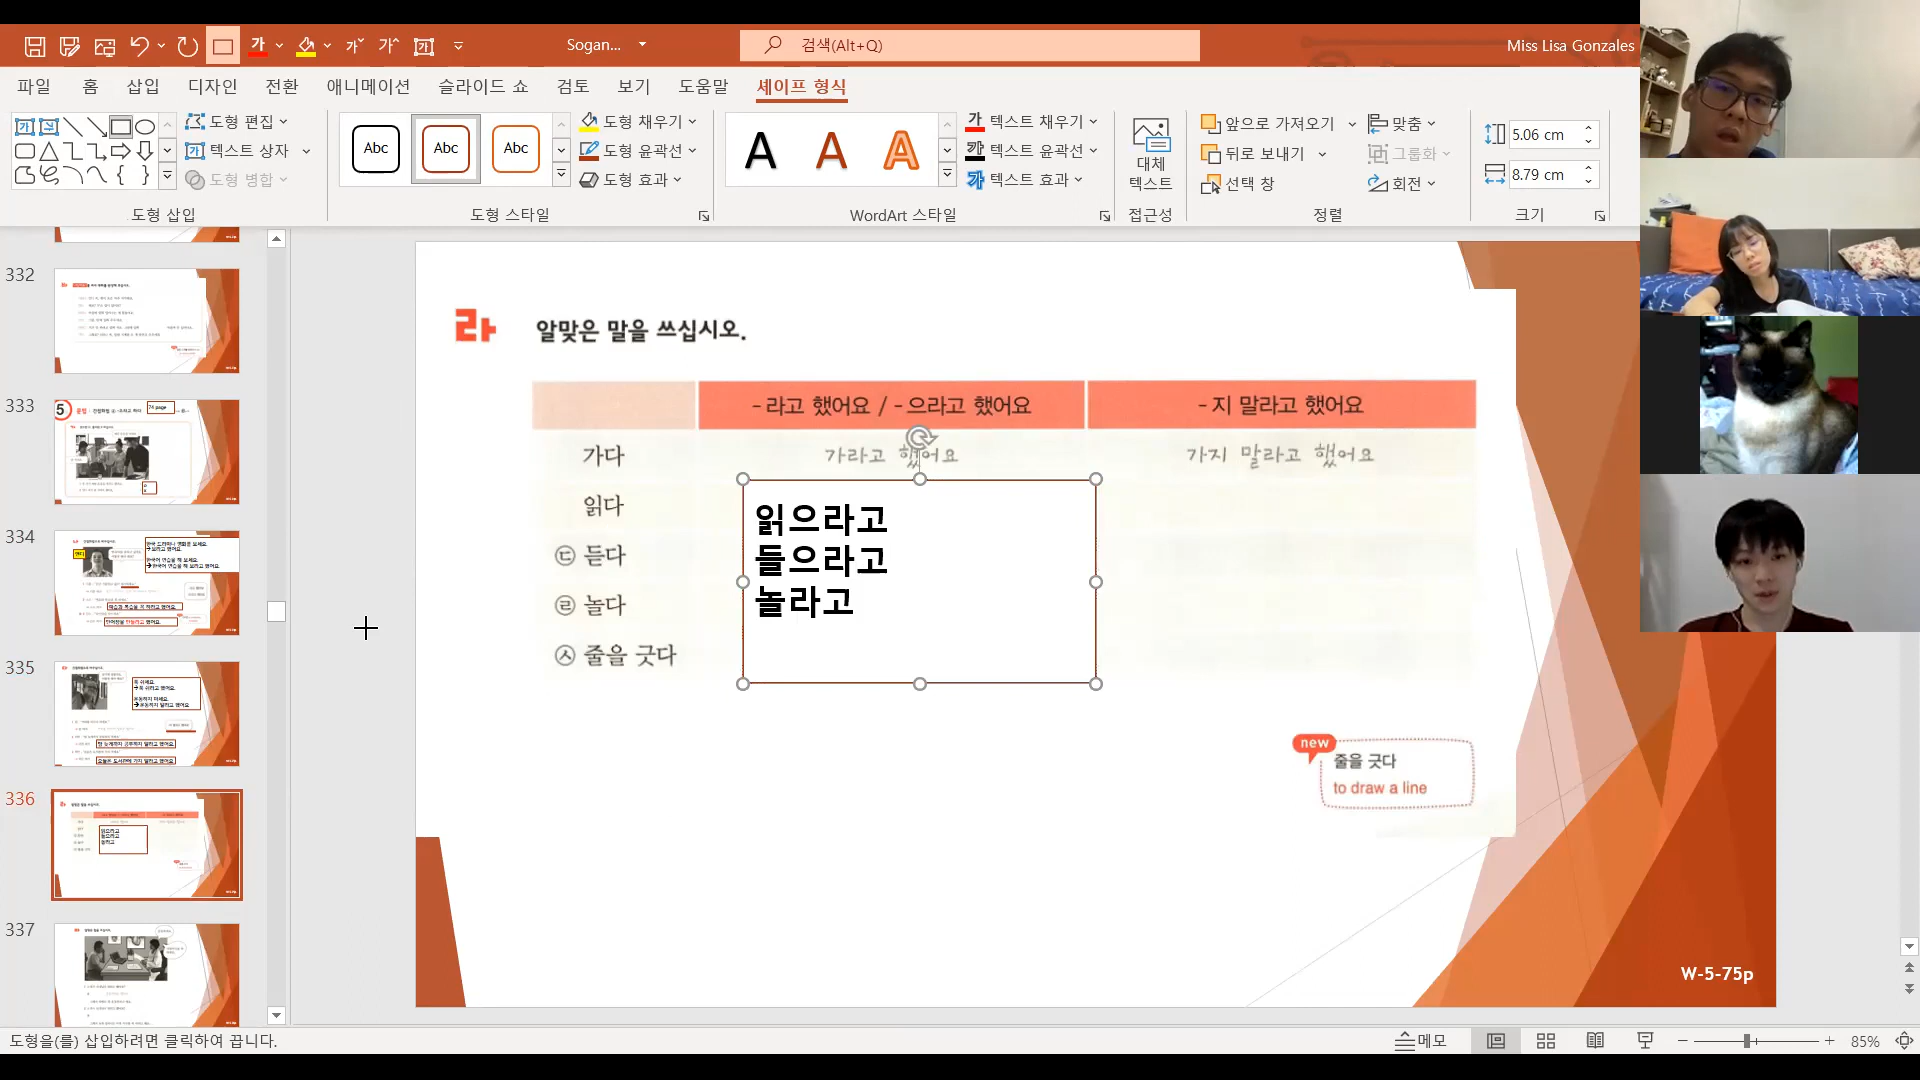 Sogan...
검색(Alt+Q)
Miss Lisa Gonzales
파일 홈 삽입 디자인 전환 애니메이션 슬라이드 쇼 검토 보기 도움말 셰이프 형식
도형 편집
텍스트 상자
도형 병합
도형 삽입
Abc Abc Abc
도형 채우기
도형 윤곽선
도형 효과
도형 스타일
A A A
텍스트 채우기
텍스트 윤곽선
텍스트 효과
WordArt 스타일
대체
텍스트
접근성
앞으로 가져오기
뒤로 보내기
선택 창
맞춤
그룹화
회전
정렬
5.06 cm
8.79 cm
크기
332
333
334
335
336
337
라 알맞은 말을 쓰십시오.
-라고 했어요 / -으라고 했어요 -지 말라고 했어요
가다 가라고 했어요 가지 말라고 했어요
읽다
ㄷ 듣다
ㄹ 놀다
ㅅ 줄을 긋다
읽으라고
들으라고
놀라고
new
줄을 긋다
to draw a line
W-5-75p
도형을(를) 삽입하려면 클릭하여 끕니다.
메모
85%